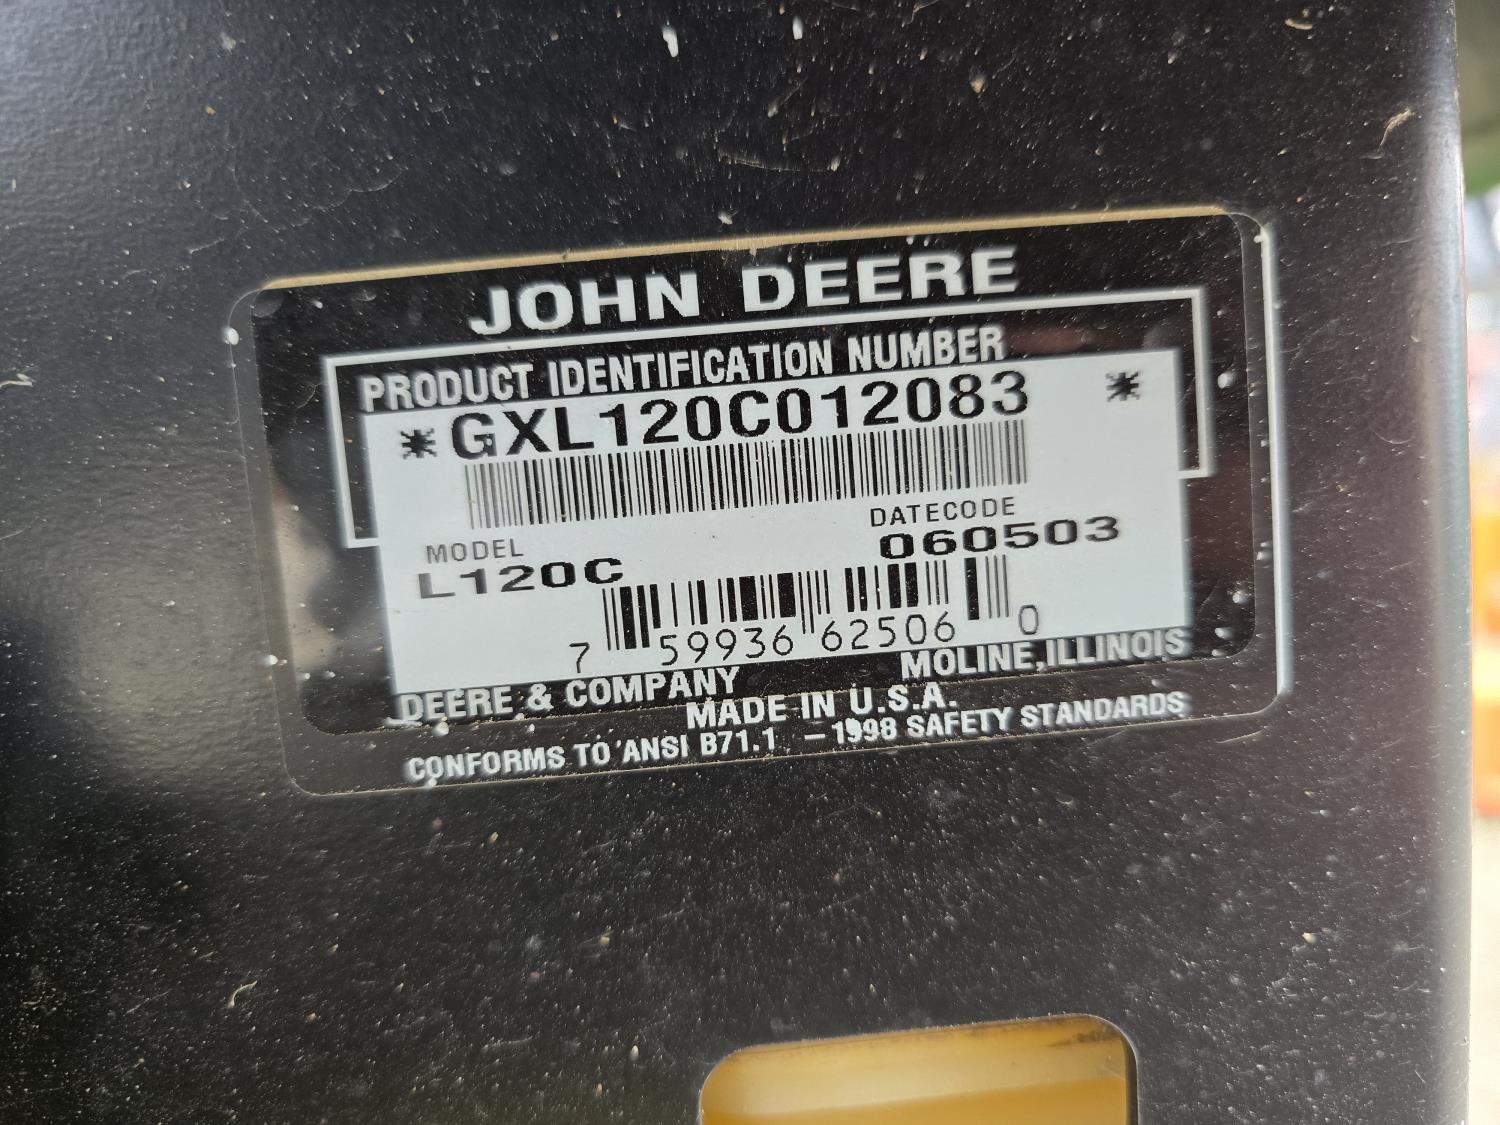 JOHN DEERE
PRODUCT IDENTIFICATION NUMBER
*GXL120C012083 *
MODEL DATECODE
L120C 060503
7 59936 62506 0
DEERE & COMPANY MOLINE, ILLINOIS
MADE IN U.S.A.
CONFORMS TO ANSI B71.1 –1998 SAFETY STANDARDS